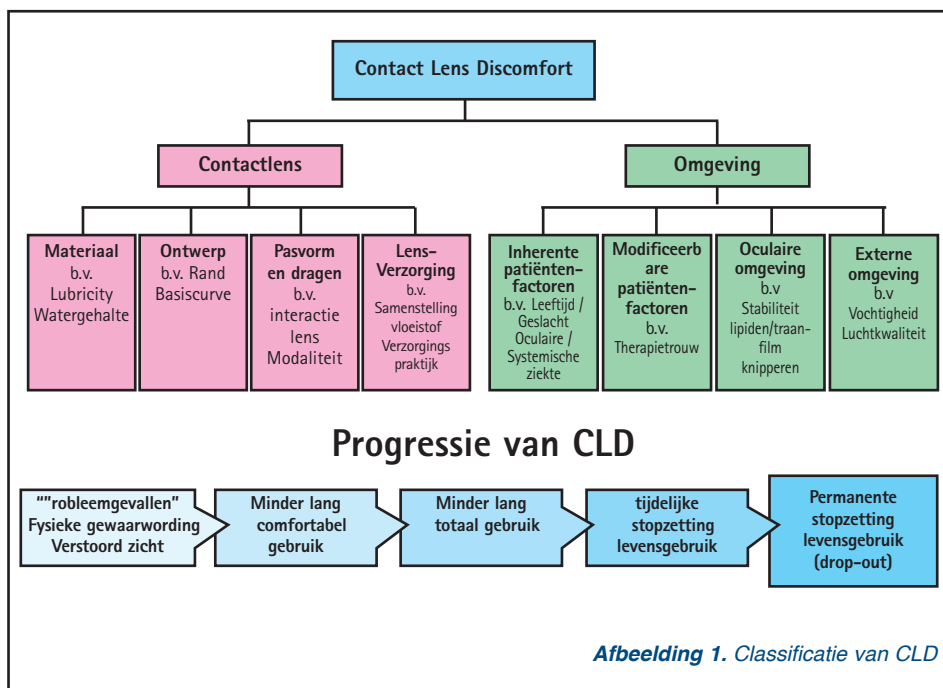 Contact Lens Discomfort
Contactlens
Omgeving
Materiaal
b.v.
Lubricity
Watergehalte
Ontwerp
b.v. Rand
Basiscurve
Pasvorm
en dragen
b.v.
interactie
lens
Modaliteit
Lens-
Verzorging
b.v.
Samenstelling
vloeistof
Verzorgings
praktijk
Inherente
patiënten-
factoren
b.v. Leeftijd /
Geslacht
Oculaire /
Systemische
ziekte
Modificeerb
are
patiënten-
factoren
b.v.
Therapietrouw
Oculaire
omgeving
b.v
Stabiliteit
lipiden/traan-
film
knipperen
Externe
omgeving
b.v
Vochtigheid
Luchtkwaliteit
Progressie van CLD
“"robleemgevallen"
Fysieke gewaarwording
Verstoord zicht
Minder lang
comfortabel
gebruik
Minder lang
totaal gebruik
tijdelijke
stopzetting
levensgebruik
Permanente
stopzetting
levensgebruik
(drop-out)
Afbeelding 1. Classificatie van CLD